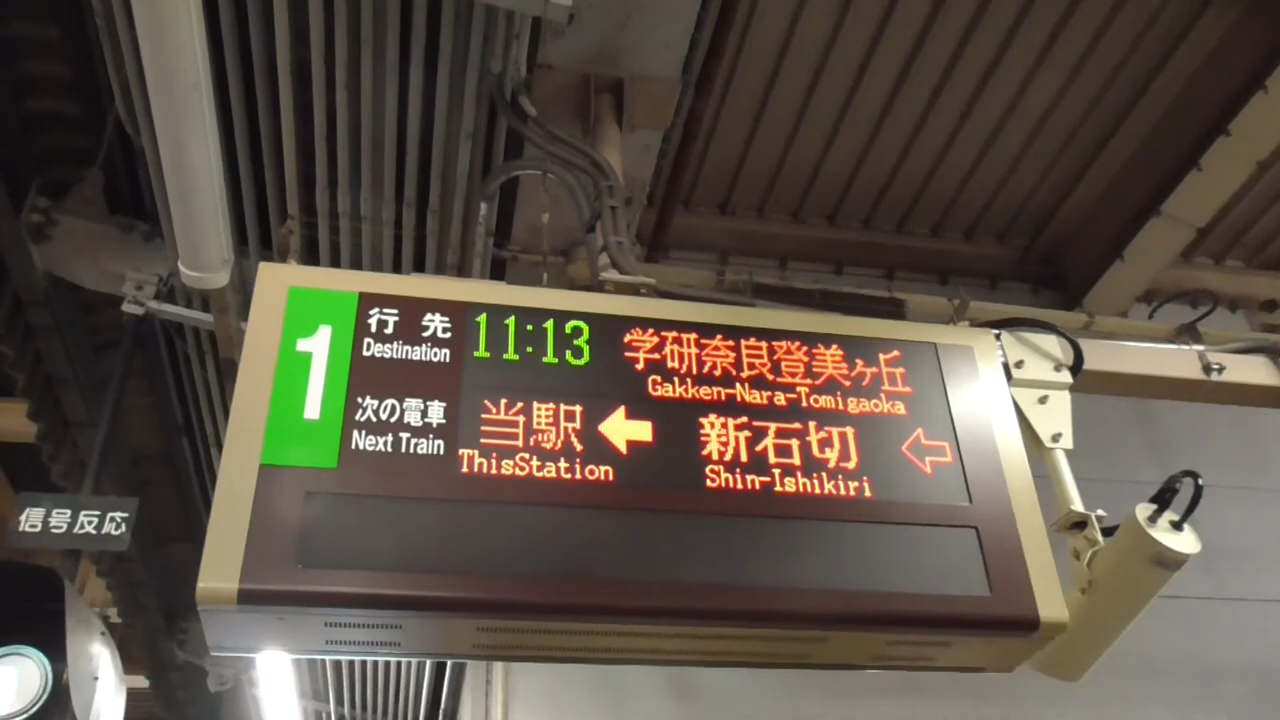 1
行先 11:13 学研奈良登美ヶ丘
Destination Gakken-Nara-Tomigaoka
次の電車 当駅 新石切
Next Train ThisStation Shin-Ishikiri
信号反応